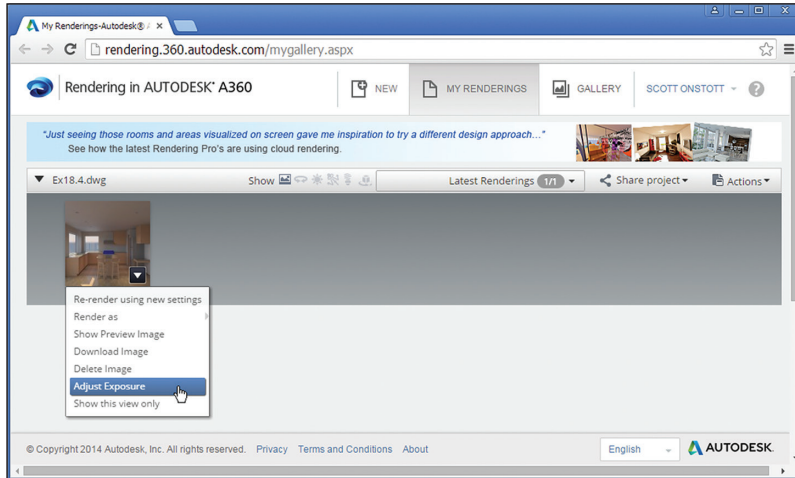 My Renderings-Autodesk® A
rendering.360.autodesk.com/mygallery.aspx
Rendering in AUTODESK® A360
NEW
MY RENDERINGS
GALLERY
SCOTT ONSTOTT
"Just seeing those rooms and areas visualized on screen gave me inspiration to try a different design approach…"
See how the latest Rendering Pro's are using cloud rendering.
Ex18.4.dwg
Show
Latest Renderings 1/1
Share project
Actions
Re-render using new settings
Render as
Show Preview Image
Download Image
Delete Image
Adjust Exposure
Show this view only
© Copyright 2014 Autodesk, Inc. All rights reserved. Privacy Terms and Conditions About
English
AUTODESK.